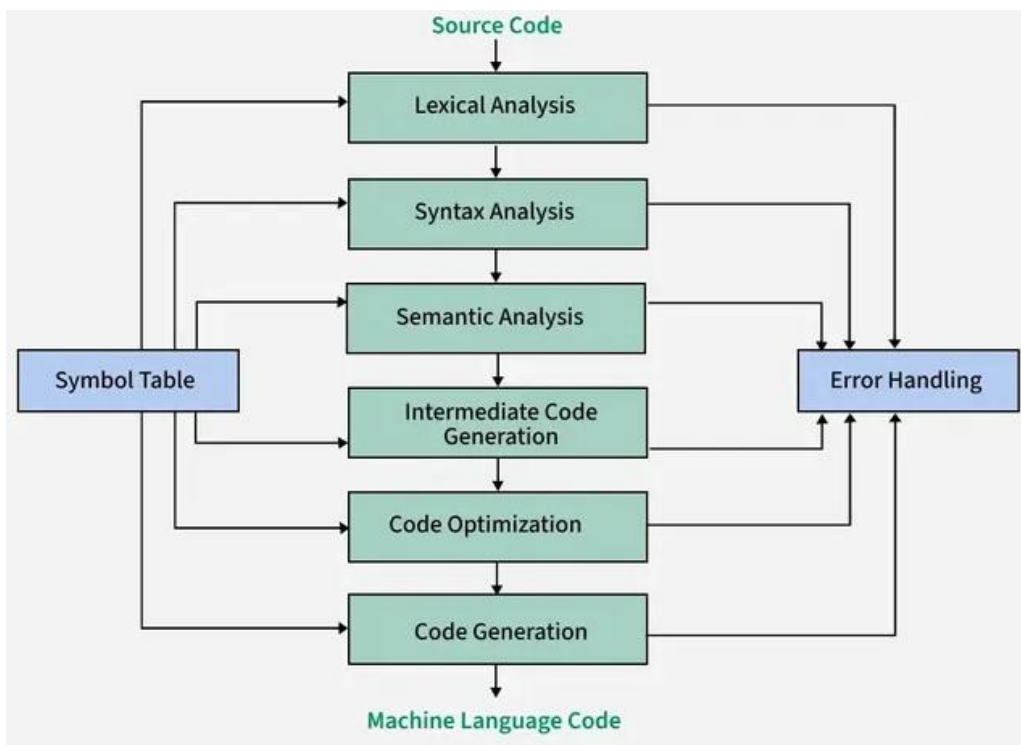 Source Code
Lexical Analysis
Syntax Analysis
Semantic Analysis
Symbol Table
Error Handling
Intermediate Code
Generation
Code Optimization
Code Generation
Machine Language Code